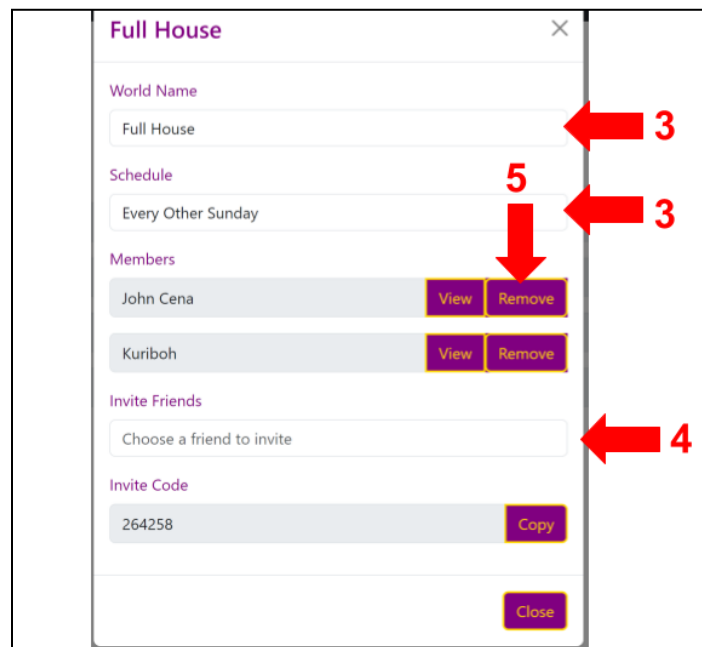 Full House
World Name
Full House
3
Schedule
5
Every Other Sunday
3
Members
John Cena View Remove
Kuriboh View Remove
Invite Friends
Choose a friend to invite
4
Invite Code
264258 Copy
Close